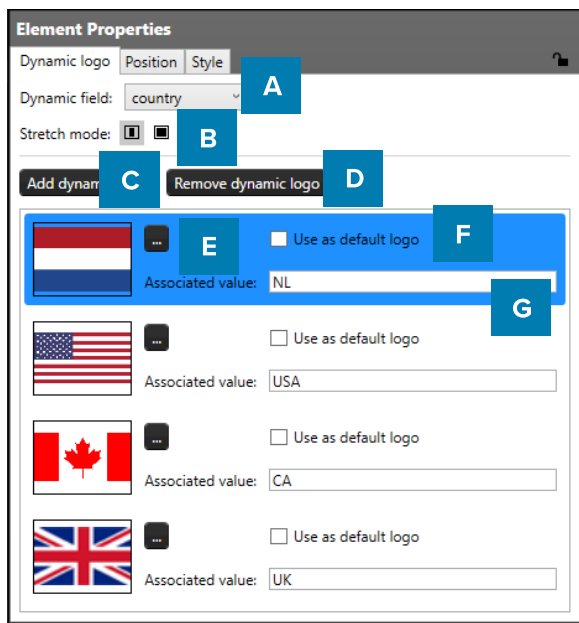 Element Properties
Dynamic logo Position Style
A
Dynamic field: country
B
Stretch mode:
Add C Remove dynamic logo D
... E Use as default logo F
Associated value: NL
G
... Use as default logo
Associated value: USA
... Use as default logo
Associated value: CA
... Use as default logo
Associated value: UK